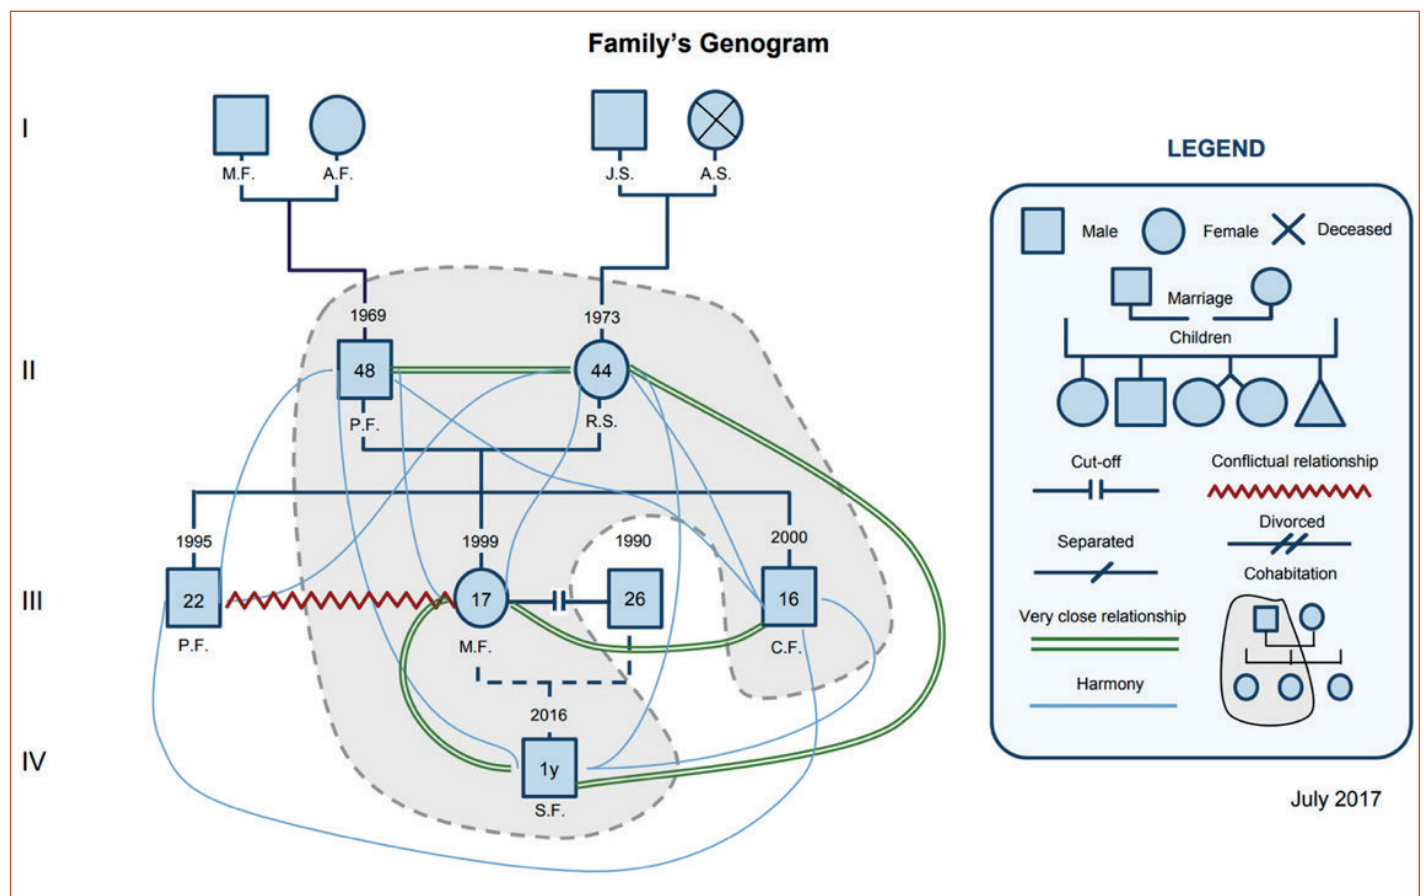 Family's Genogram
I
M.F. A.F. J.S. A.S.
1969 1973
II
48 44
P.F. R.S.
1995 1999 1990 2000
III
22 17 26 16
P.F. M.F. C.F.
2016
IV
1y
S.F.
LEGEND
Male Female Deceased
Marriage
Children
Cut-off Conflictual relationship
Separated Divorced
Cohabitation
Very close relationship
Harmony
July 2017